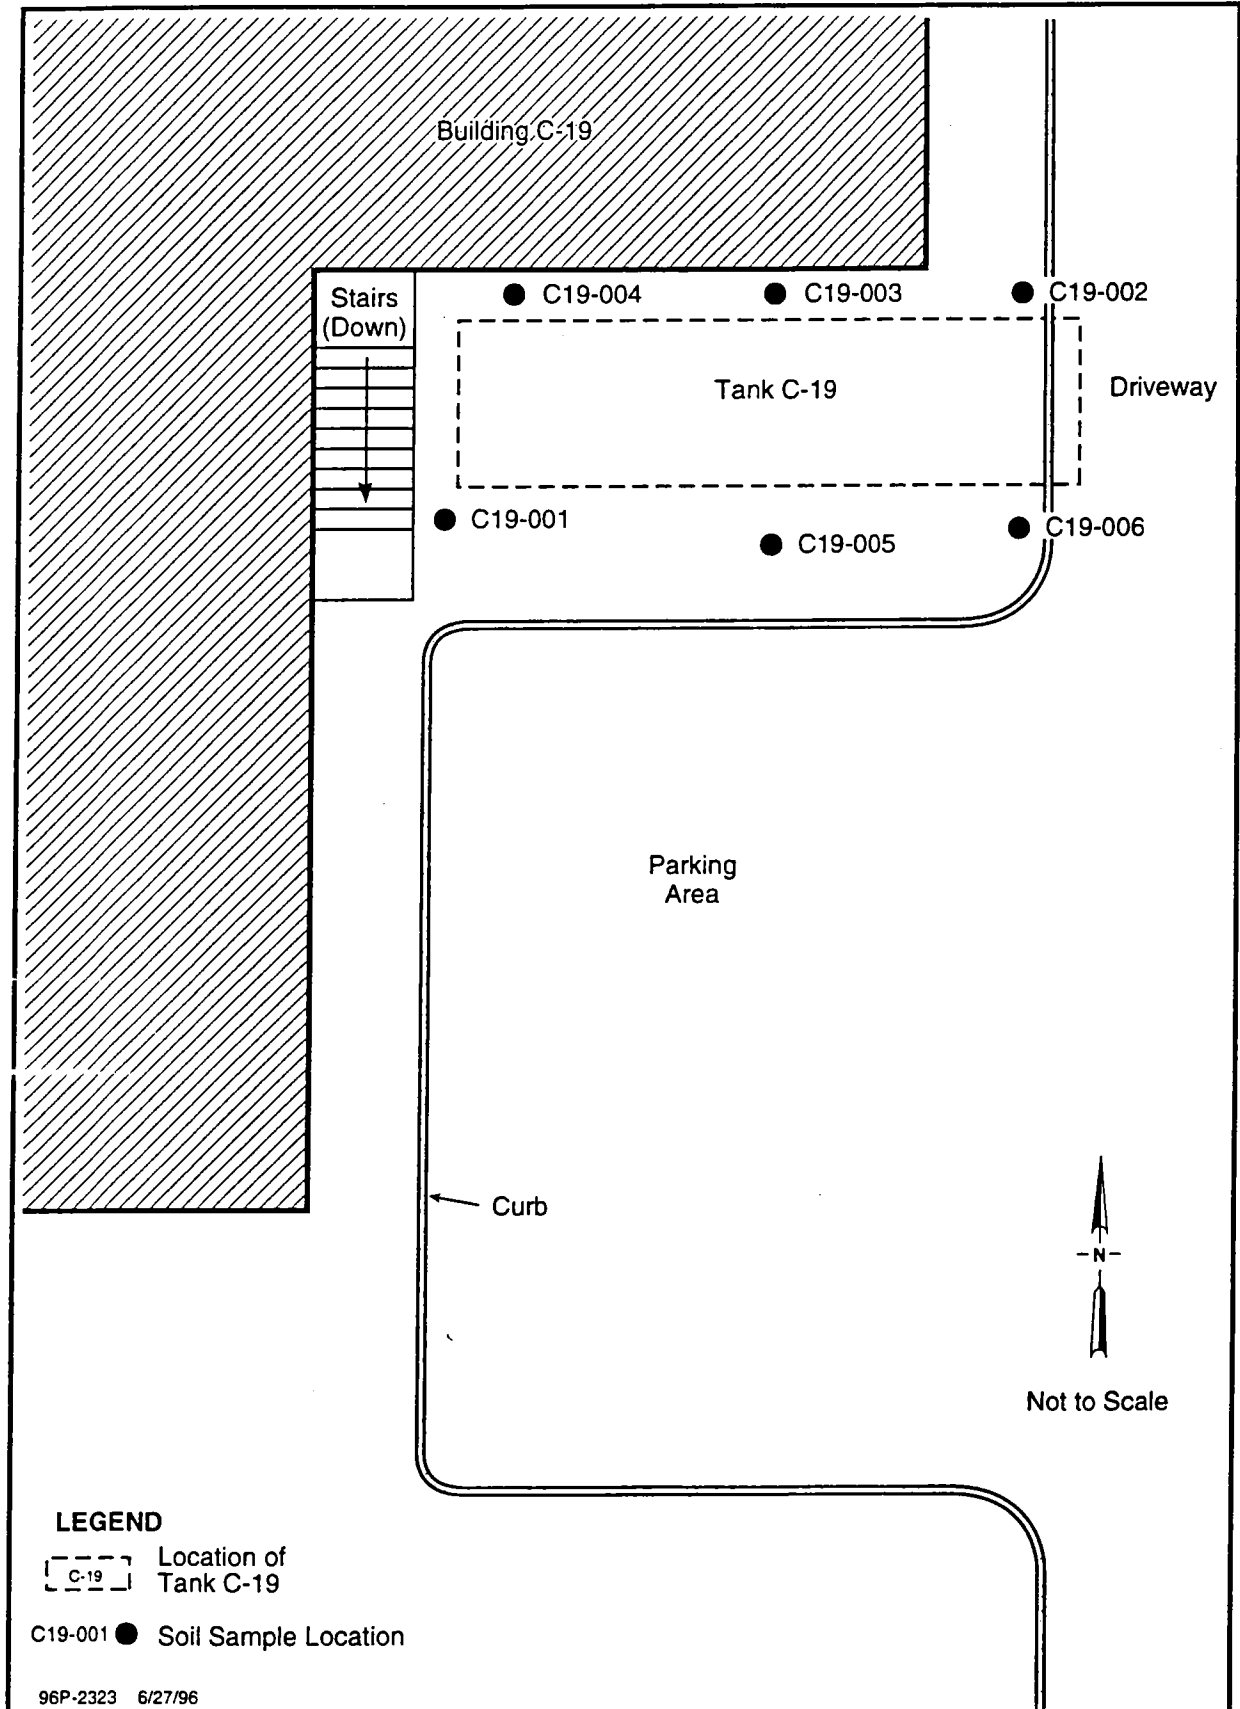 Building C-19
Stairs
(Down)
C19-004
C19-003
C19-002
Tank C-19
Driveway
C19-001
C19-005
C19-006
Parking
Area
Curb
-N-
Not to Scale
LEGEND
C-19
Location of
Tank C-19
C19-001
Soil Sample Location
96P-2323 6/27/96